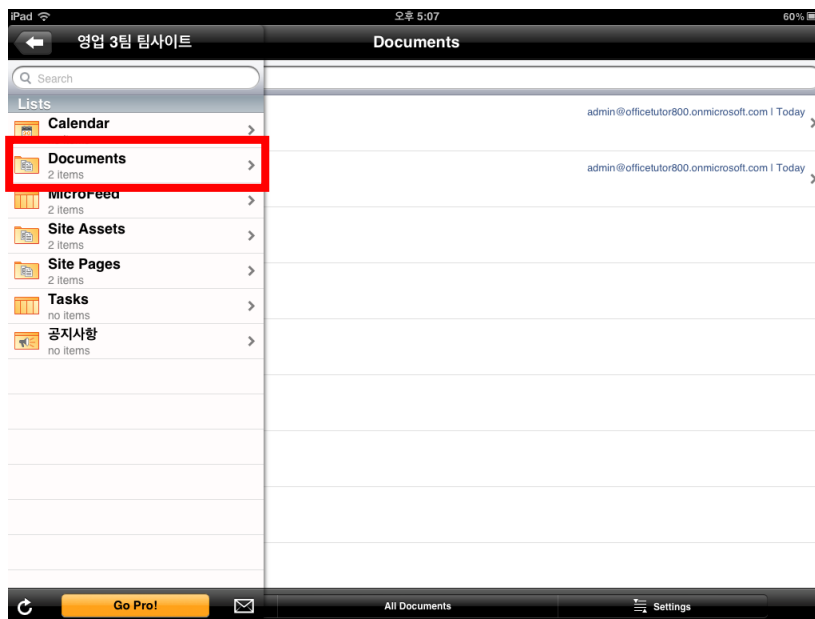 iPad 오후 5:07 60%
영업 3팀 팀사이트 Documents
Search
Lists
Calendar
admin@officetutor800.onmicrosoft.com I Today
Documents
2 items
admin@officetutor800.onmicrosoft.com I Today
MicroFeed
2 items
Site Assets
2 items
Site Pages
2 items
Tasks
no items
공지사항
no items
Go Pro! All Documents Settings